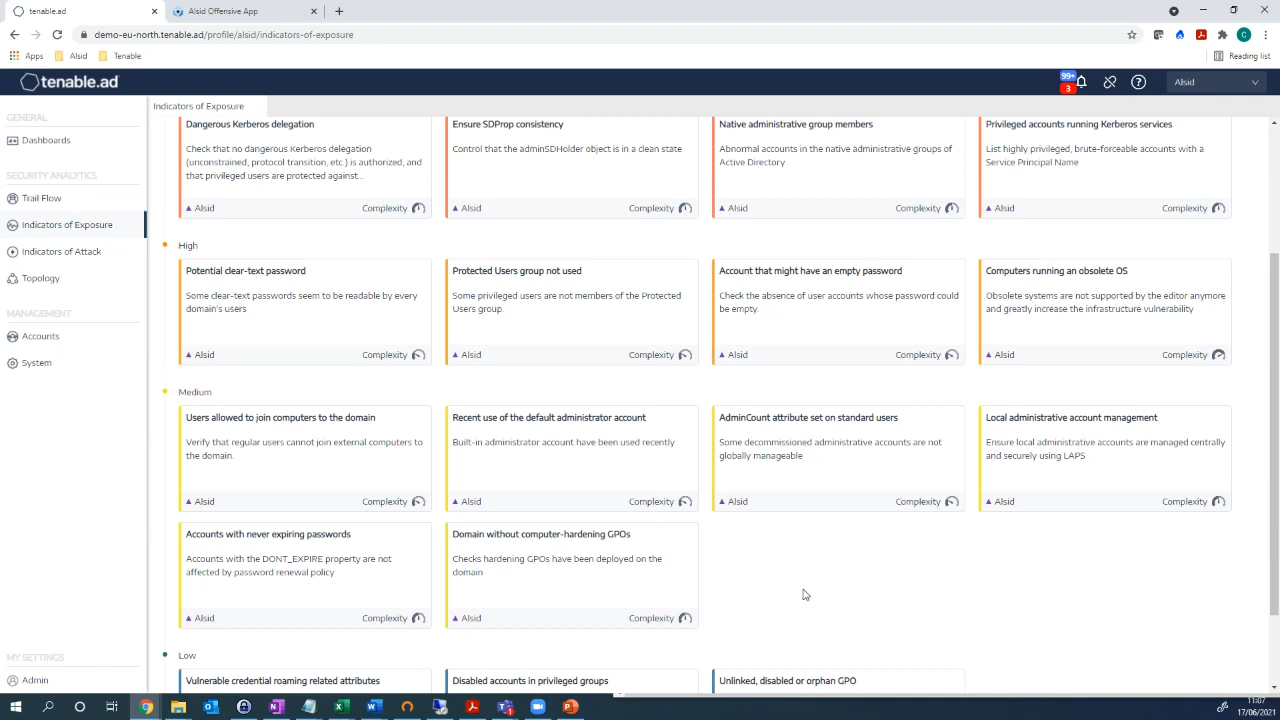 tenable.ad
Alsid Offensive App
demo-eu-north.tenable.ad/profile/alsid/indicators-of-exposure
Apps
Alsid
Tenable
Reading list
tenable.ad
99+
3
Alsid
GENERAL
Dashboards
SECURITY ANALYTICS
Trail Flow
Indicators of Exposure
Indicators of Attack
Topology
MANAGEMENT
Accounts
System
MY SETTINGS
Admin
Indicators of Exposure
Dangerous Kerberos delegation
Check that no dangerous Kerberos delegation
(unconstrained, protocol transition, etc.) is authorized, and
that privileged users are protected against...
Alsid
Complexity
Ensure SDProp consistency
Control that the adminSDHolder object is in a clean state
Alsid
Complexity
Native administrative group members
Abnormal accounts in the native administrative groups of
Active Directory
Alsid
Complexity
Privileged accounts running Kerberos services
List highly privileged, brute-forceable accounts with a
Service Principal Name
Alsid
Complexity
High
Potential clear-text password
Some clear-text passwords seem to be readable by every
domain's users
Alsid
Complexity
Protected Users group not used
Some privileged users are not members of the Protected
Users group.
Alsid
Complexity
Account that might have an empty password
Check the absence of user accounts whose password could
be empty.
Alsid
Complexity
Computers running an obsolete OS
Obsolete systems are not supported by the editor anymore
and greatly increase the infrastructure vulnerability
Alsid
Complexity
Medium
Users allowed to join computers to the domain
Verify that regular users cannot join external computers to
the domain.
Alsid
Complexity
Recent use of the default administrator account
Built-in administrator account have been used recently
Alsid
Complexity
AdminCount attribute set on standard users
Some decommissioned administrative accounts are not
globally manageable
Alsid
Complexity
Local administrative account management
Ensure local administrative accounts are managed centrally
and securely using LAPS
Alsid
Complexity
Accounts with never expiring passwords
Accounts with the DONT_EXPIRE property are not
affected by password renewal policy
Alsid
Complexity
Domain without computer-hardening GPOs
Checks hardening GPOs have been deployed on the
domain
Alsid
Complexity
Low
Vulnerable credential roaming related attributes
Disabled accounts in privileged groups
Unlinked, disabled or orphan GPO
11:07
17/06/2021